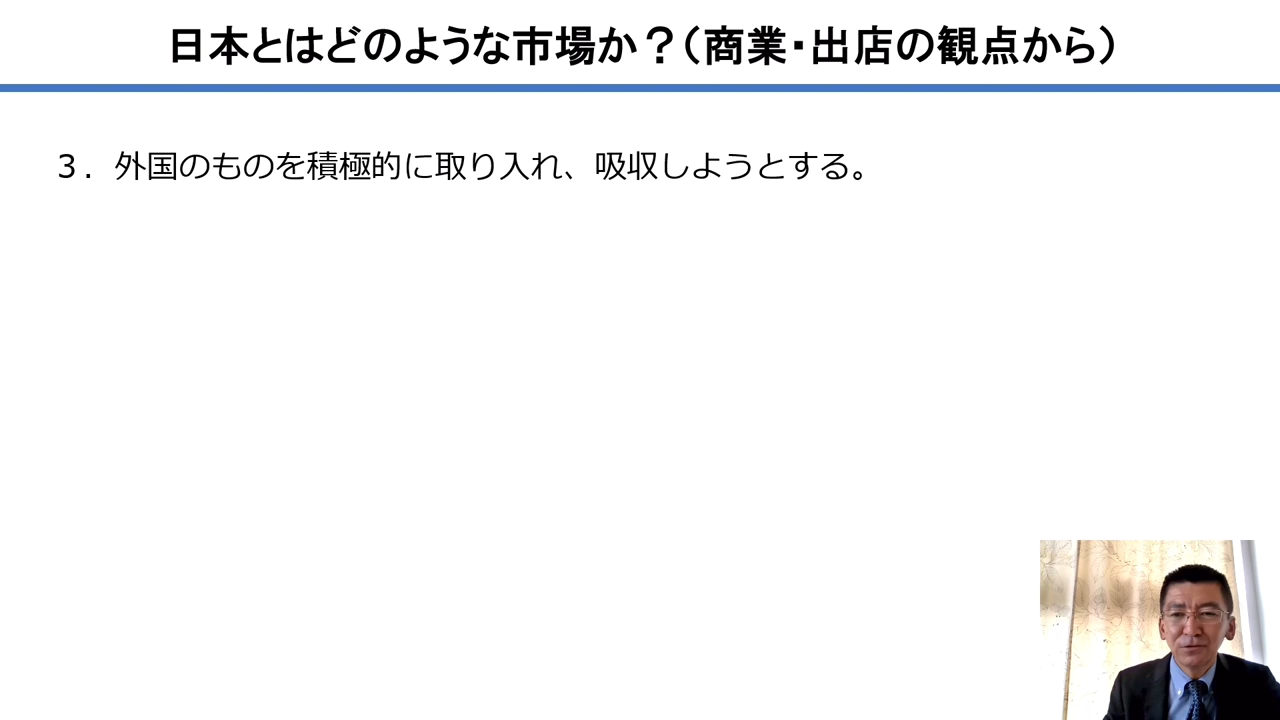 日本とはどのような市場か？（商業・出店の観点から）
３．外国のものを積極的に取り入れ、吸収しようとする。